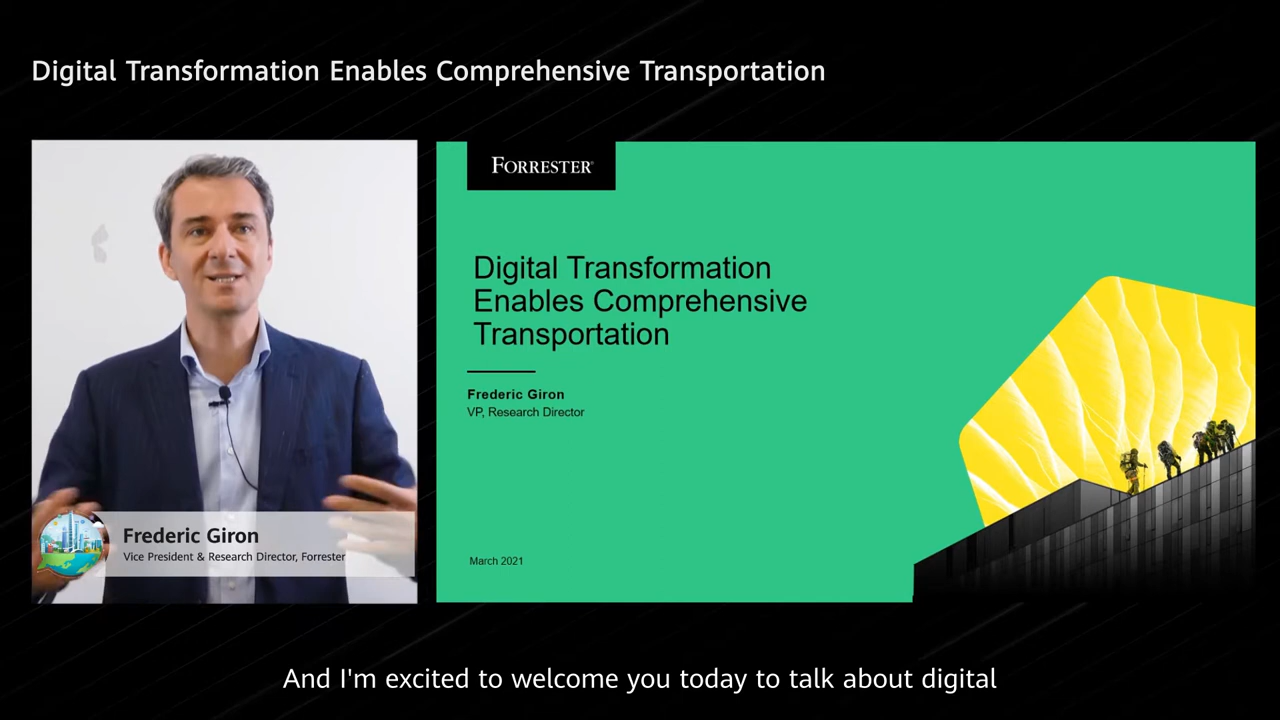 Digital Transformation Enables Comprehensive Transportation
FORRESTER®
Digital Transformation
Enables Comprehensive
Transportation
Frederic Giron
VP, Research Director
March 2021
Frederic Giron
Vice President & Research Director, Forrester
And I'm excited to welcome you today to talk about digital